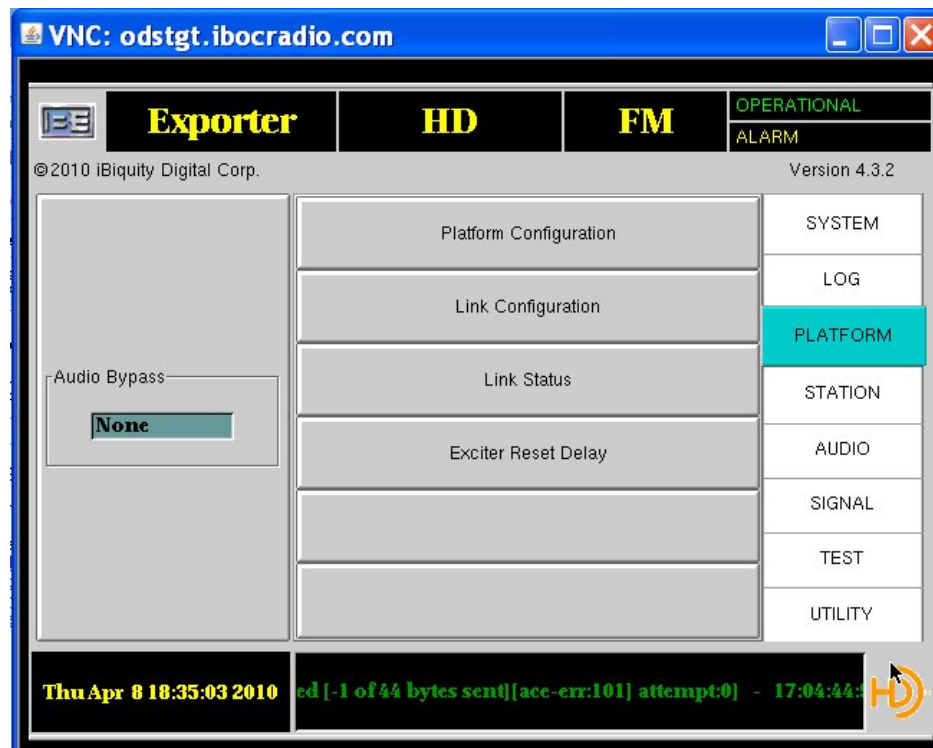 VNC: odstgt.ibocradio.com
Exporter HD FM OPERATIONAL
ALARM
©2010 iBiquity Digital Corp. Version 4.3.2
Platform Configuration
Link Configuration
Link Status
Exciter Reset Delay
Audio Bypass
None
SYSTEM
LOG
PLATFORM
STATION
AUDIO
SIGNAL
TEST
UTILITY
Thu Apr 8 18:35:03 2010
ed [-1 of 44 bytes sent][ace-err:101] attempt:0] - 17:04:44:
HD